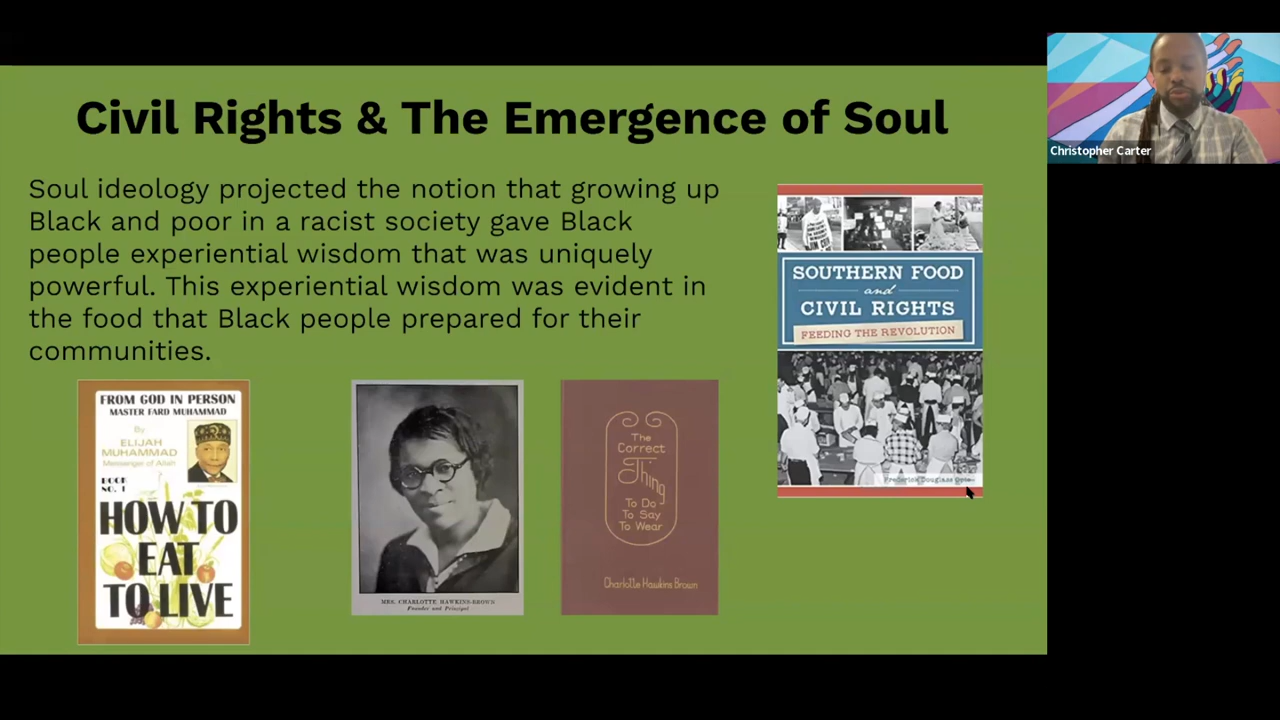 Civil Rights & The Emergence of Soul
Soul ideology projected the notion that growing up
Black and poor in a racist society gave Black
people experiential wisdom that was uniquely
powerful. This experiential wisdom was evident in
the food that Black people prepared for their
communities.
FROM GOD IN PERSON
MASTER FARD MUHAMMAD
By
ELIJAH
MUHAMMAD
Messenger of Allah
BOOK
NO. 1
HOW TO
EAT
TO LIVE
MRS. CHARLOTTE HAWKINS-BROWN
Founder and Principal
The
Correct
Thing
To Do
To Say
To Wear
Charlotte Hawkins Brown
SOUTHERN FOOD
and
CIVIL RIGHTS
FEEDING THE REVOLUTION
Frederick Douglass
Christopher Carter